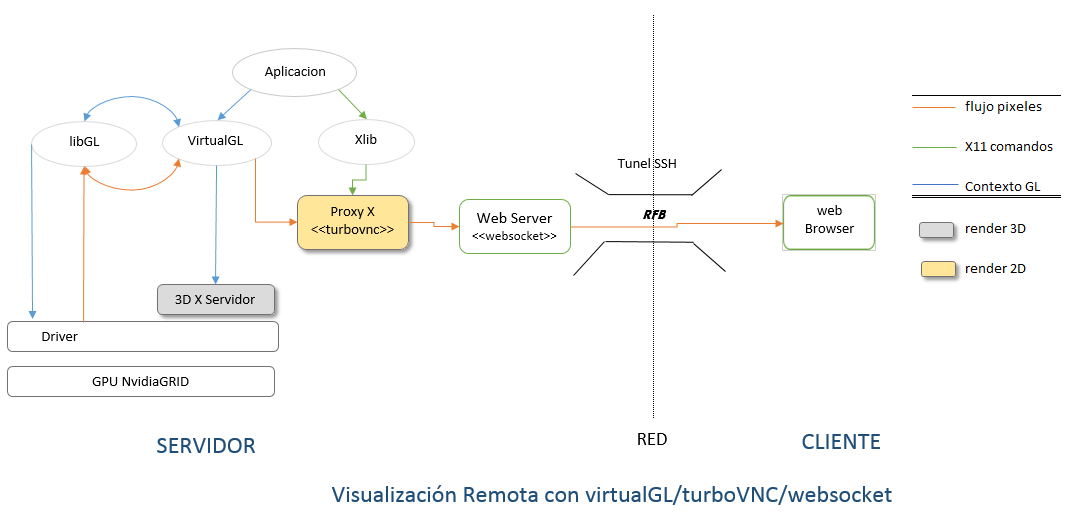 Aplicacion
libGL
VirtualGL
Xlib
Proxy X
<<turbovnc>>
Web Server
<<websocket>>
Tunel SSH
RFB
web
Browser
3D X Servidor
Driver
GPU NvidiaGRID
flujo pixeles
X11 comandos
Contexto GL
render 3D
render 2D
SERVIDOR
RED
CLIENTE
Visualización Remota con virtualGL/turboVNC/websocket